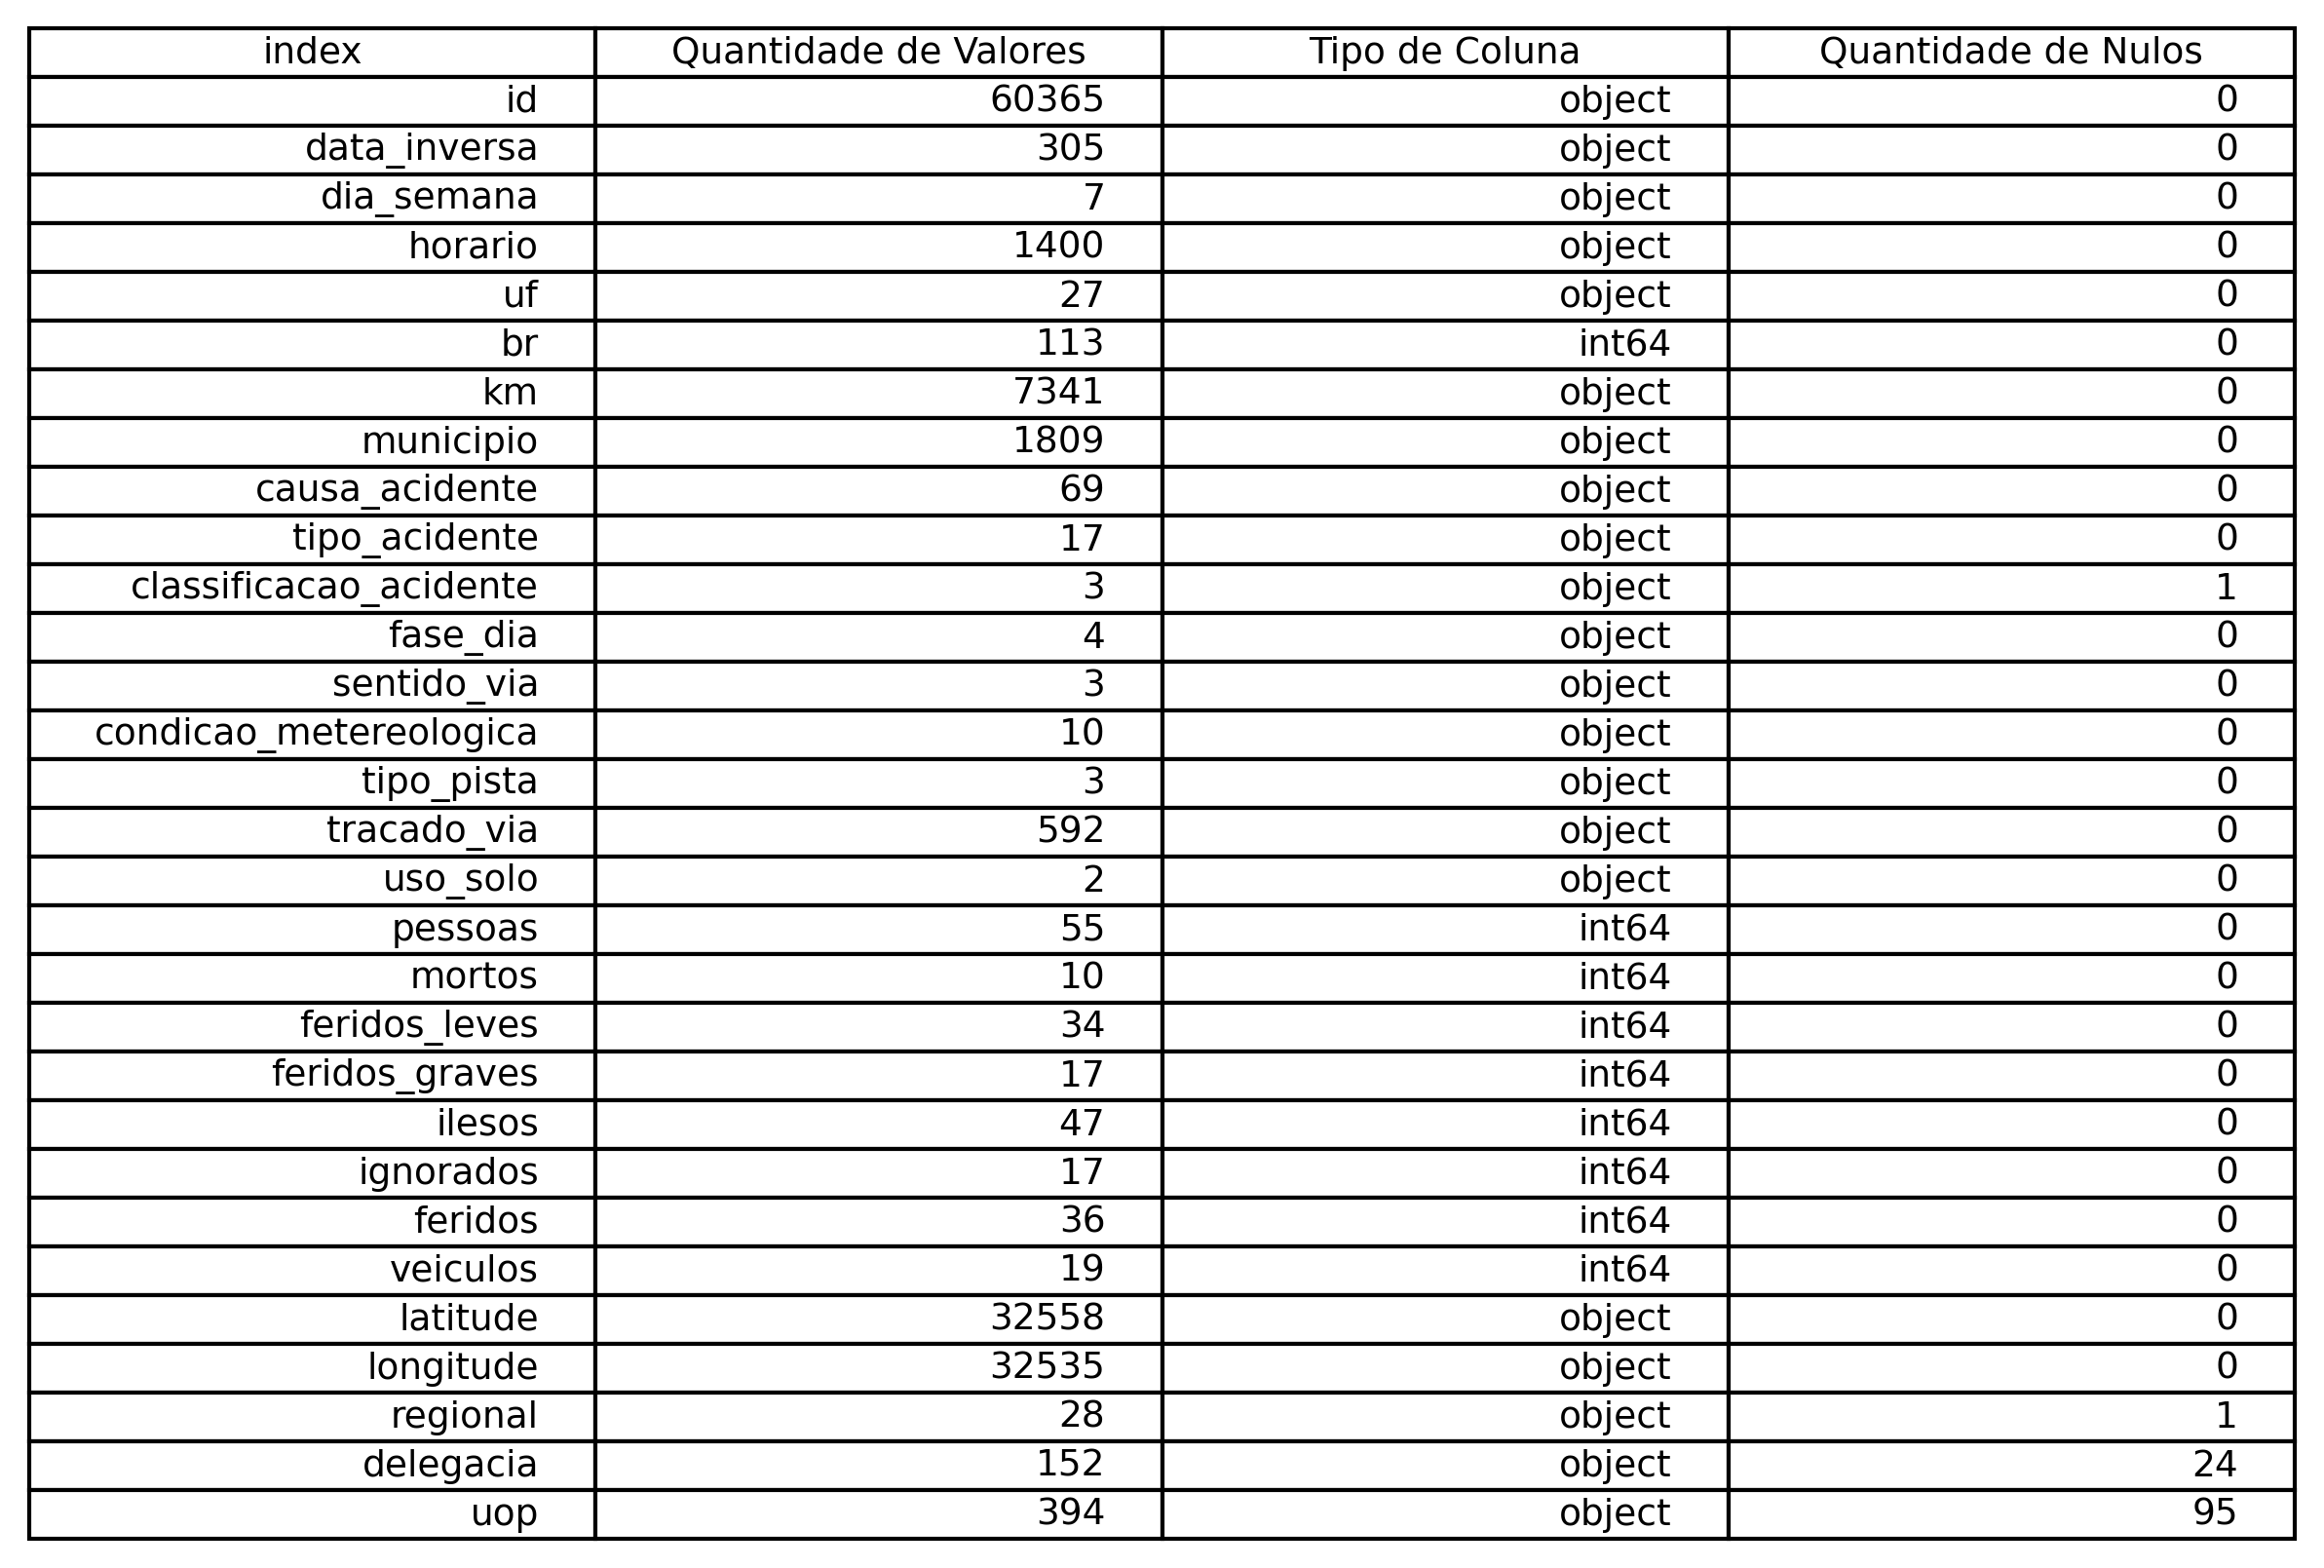 index Quantidade de Valores Tipo de Coluna Quantidade de Nulos
id 60365 object 0
data_inversa 305 object 0
dia_semana 7 object 0
horario 1400 object 0
uf 27 object 0
br 113 int64 0
km 7341 object 0
municipio 1809 object 0
causa_acidente 69 object 0
tipo_acidente 17 object 0
classificacao_acidente 3 object 1
fase_dia 4 object 0
sentido_via 3 object 0
condicao_metereologica 10 object 0
tipo_pista 3 object 0
tracado_via 592 object 0
uso_solo 2 object 0
pessoas 55 int64 0
mortos 10 int64 0
feridos_leves 34 int64 0
feridos_graves 17 int64 0
ilesos 47 int64 0
ignorados 17 int64 0
feridos 36 int64 0
veiculos 19 int64 0
latitude 32558 object 0
longitude 32535 object 0
regional 28 object 1
delegacia 152 object 24
uop 394 object 95